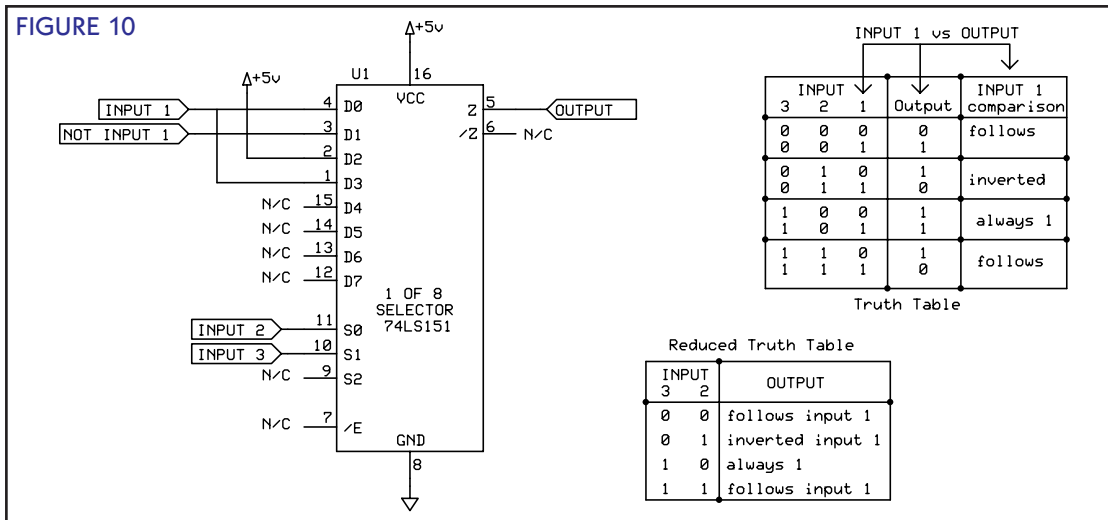 FIGURE 10
+5v
+5v
U1
16
VCC
INPUT 1
4 D0
NOT INPUT 1
3 D1
2 D2
1 D3
N/C 15 D4
N/C 14 D5
N/C 13 D6
N/C 12 D7
Z 5 OUTPUT
/Z 6 N/C
1 OF 8
SELECTOR
74LS151
INPUT 2 11 S0
INPUT 3 10 S1
N/C 9 S2
N/C 7 /E
GND
8
INPUT 1 vs OUTPUT
INPUT INPUT 1
3 2 1 Output comparison
0 0 0 0 follows
0 0 1 1
0 1 0 1 inverted
0 1 1 0
1 0 0 1 always 1
1 0 1 1
1 1 0 1 follows
1 1 1 0
Truth Table
Reduced Truth Table
INPUT OUTPUT
3 2
0 0 follows input 1
0 1 inverted input 1
1 0 always 1
1 1 follows input 1